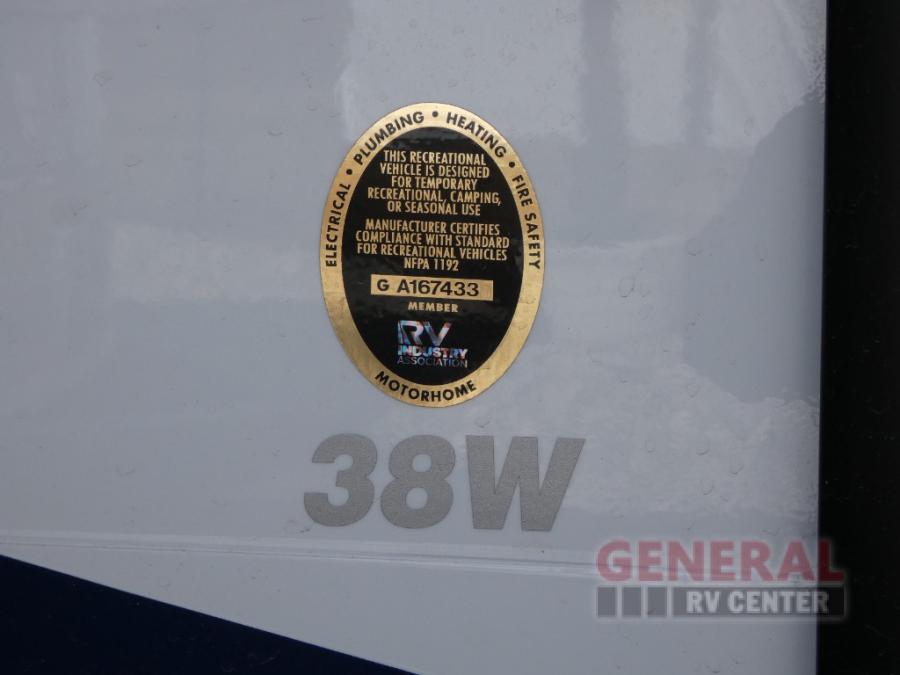 ELECTRICAL • PLUMBING • HEATING • FIRE SAFETY
THIS RECREATIONAL
VEHICLE IS DESIGNED
FOR TEMPORARY
RECREATIONAL, CAMPING,
OR SEASONAL USE
MANUFACTURER CERTIFIES
COMPLIANCE WITH STANDARD
FOR RECREATIONAL VEHICLES
NFPA 1192
G A167433
MEMBER
RV
INDUSTRY
ASSOCIATION
MOTORHOME
38W
GENERAL
RV CENTER